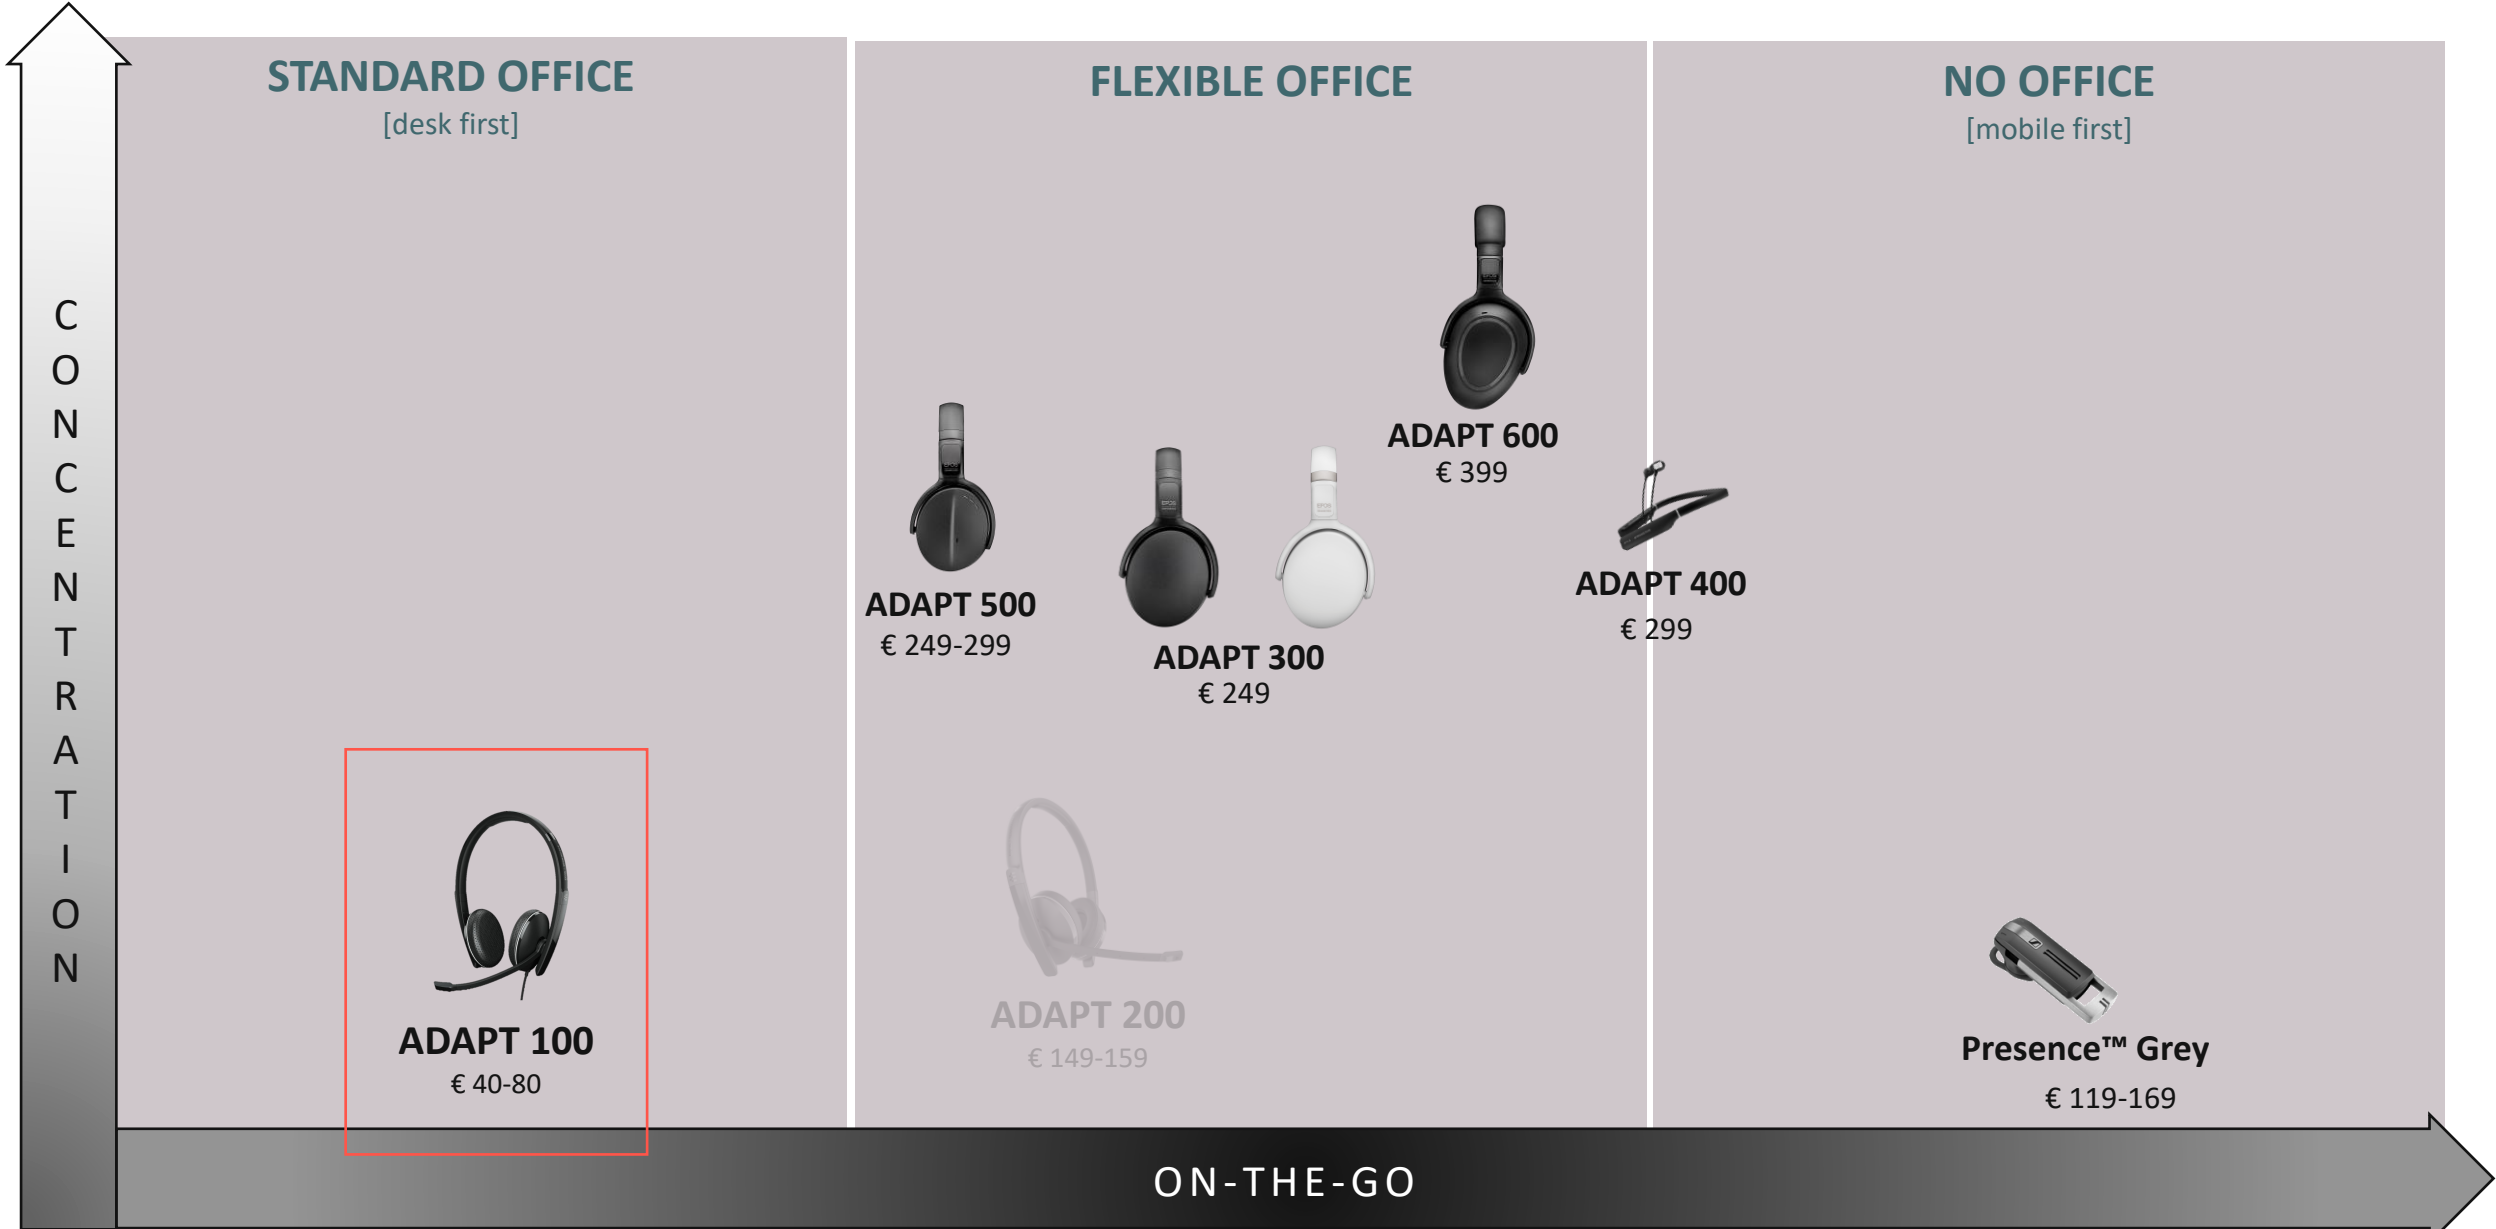 STANDARD OFFICE
[desk first]
FLEXIBLE OFFICE
NO OFFICE
[mobile first]
CONCENTRATION
ADAPT 600
€ 399
ADAPT 500
€ 249-299
ADAPT 300
€ 249
ADAPT 400
€ 299
ADAPT 100
€ 40-80
ADAPT 200
€ 149-159
Presence™ Grey
€ 119-169
ON-THE-GO